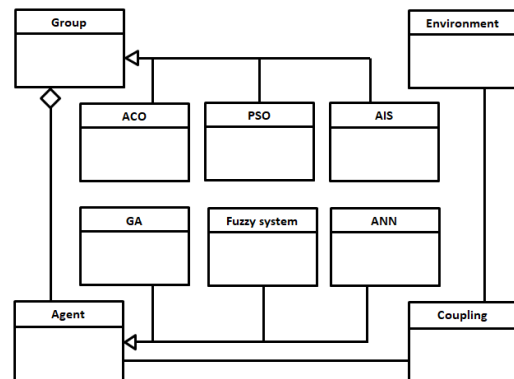 Group
Environment
ACO
PSO
AIS
GA
Fuzzy system
ANN
Agent
Coupling